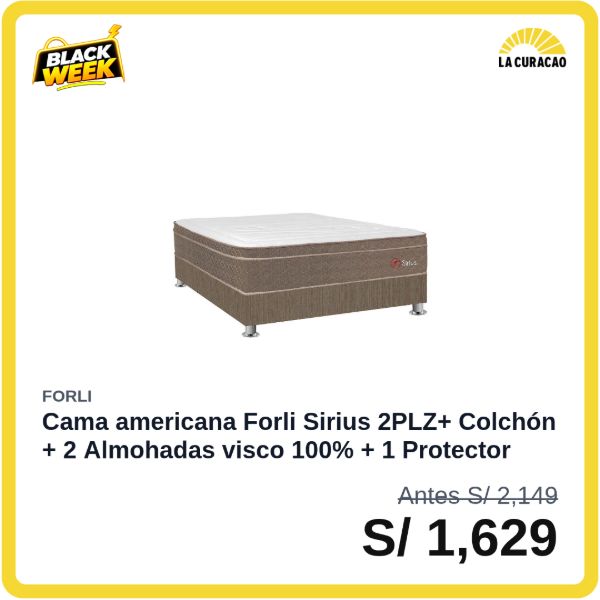 BLACK
WEEK
LA CURACAO
Sirius
FORLI
Cama americana Forli Sirius 2PLZ+ Colchón
+ 2 Almohadas visco 100% + 1 Protector
Antes S/ 2,149
S/ 1,629